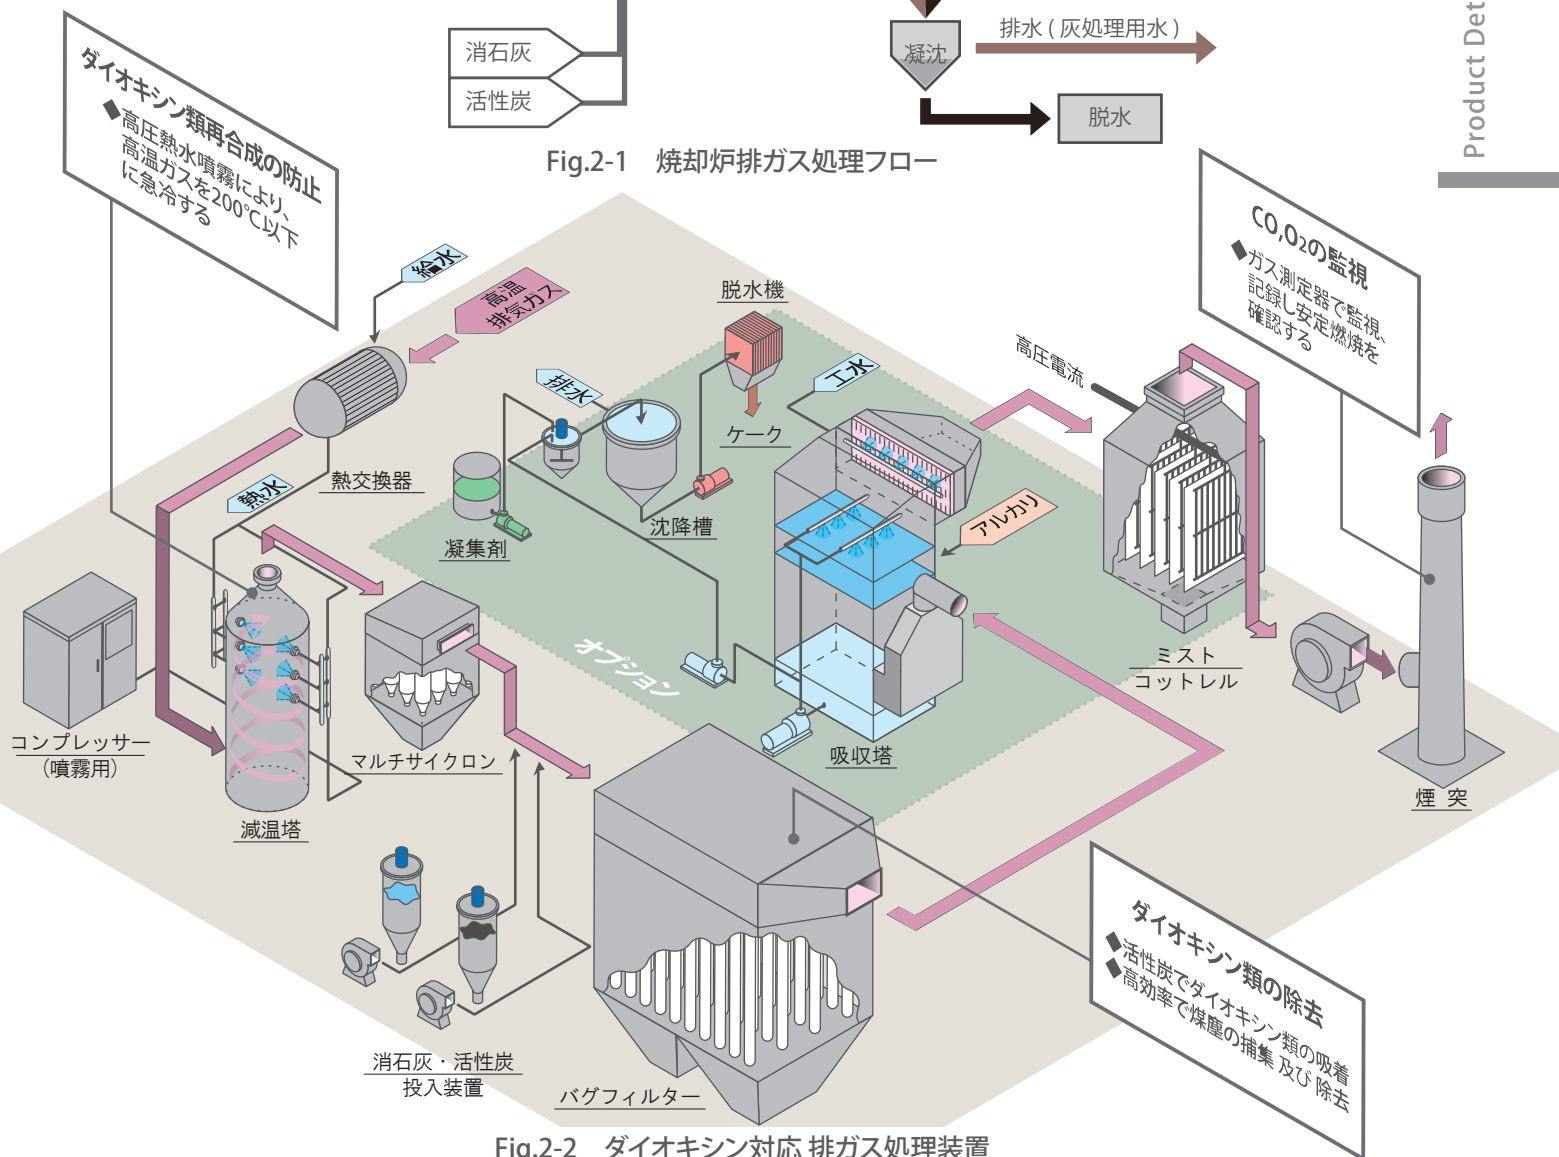 消石灰
活性炭
凝沈
排水 ( 灰処理用水 )
脱水
Product Det
Fig.2-1　焼却炉排ガス処理フロー
ダイオキシン類再合成の防止
◆高圧熱水噴霧により、
高温ガスを200℃以下
に急冷する
CO,O₂の監視
◆ガス測定器で監視、
記録し安定燃焼を
確認する
給水
高温
排気ガス
脱水機
排水
工水
高圧電流
ケーク
熱交換器
熱水
凝集剤
沈降槽
アルカリ
オプション
ミスト
コットレル
コンプレッサー
(噴霧用)
マルチサイクロン
吸収塔
減温塔
煙 突
ダイオキシン類の除去
◆活性炭でダイオキシン類の吸着
◆高効率で煤塵の捕集 及び 除去
消石灰・活性炭
投入装置
バグフィルター
Fig.2-2　ダイオキシン対応 排ガス処理装置